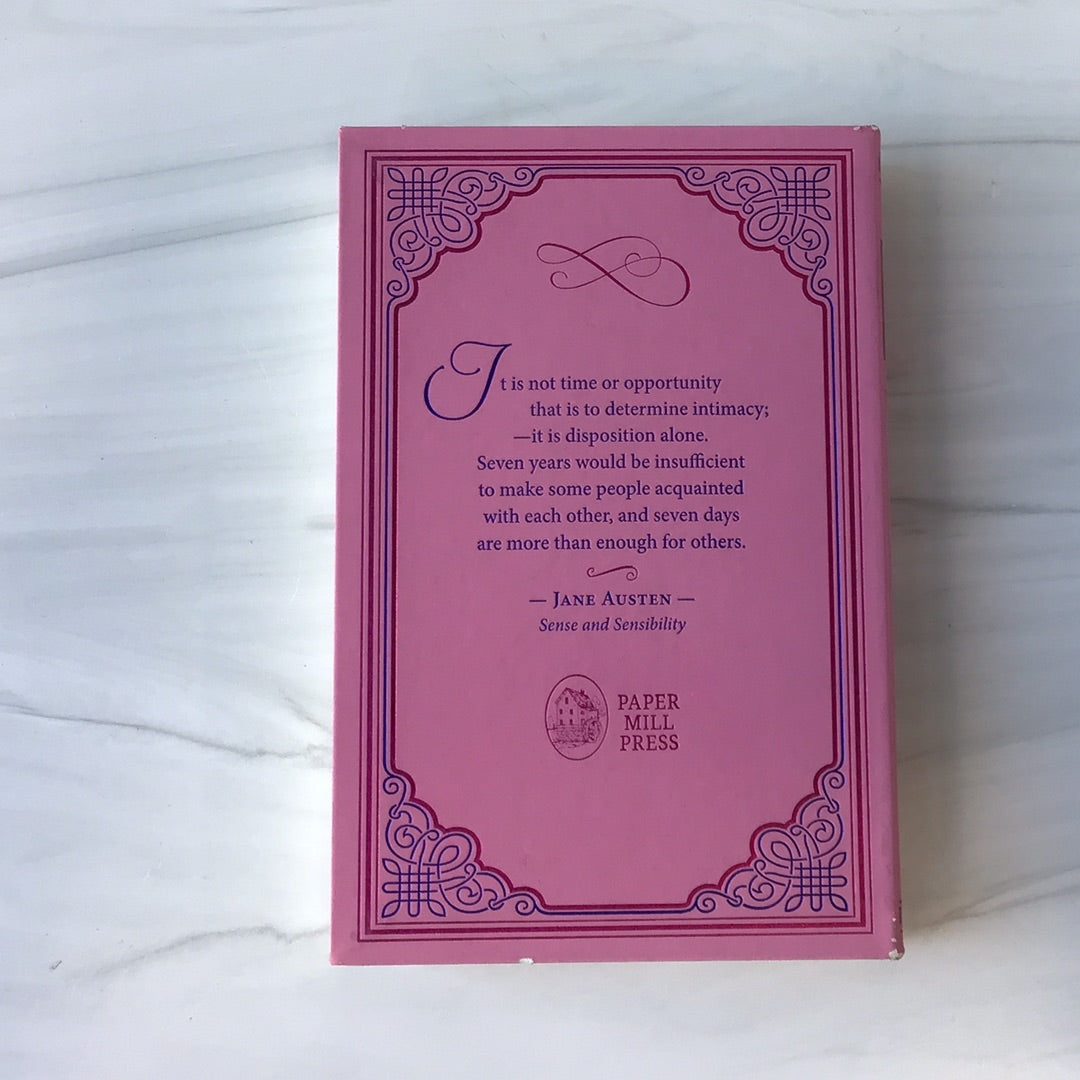 It is not time or opportunity
that is to determine intimacy;
—it is disposition alone.
Seven years would be insufficient
to make some people acquainted
with each other, and seven days
are more than enough for others.
— JANE AUSTEN —
Sense and Sensibility
PAPER
MILL
PRESS